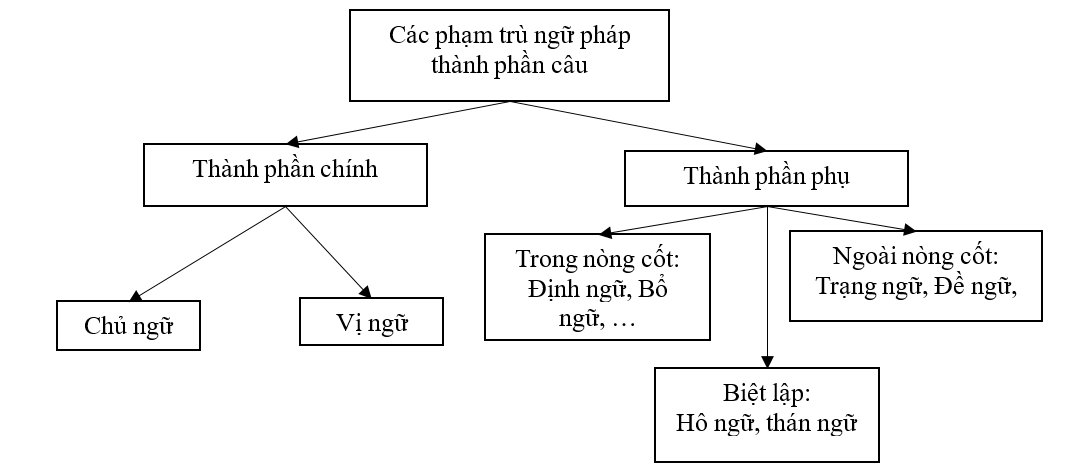 Các phạm trù ngữ pháp
thành phần câu
Thành phần chính
Thành phần phụ
Chủ ngữ
Vị ngữ
Trong nòng cốt:
Định ngữ, Bổ
ngữ, …
Ngoài nòng cốt:
Trạng ngữ, Đề ngữ,
Biệt lập:
Hô ngữ, thán ngữ